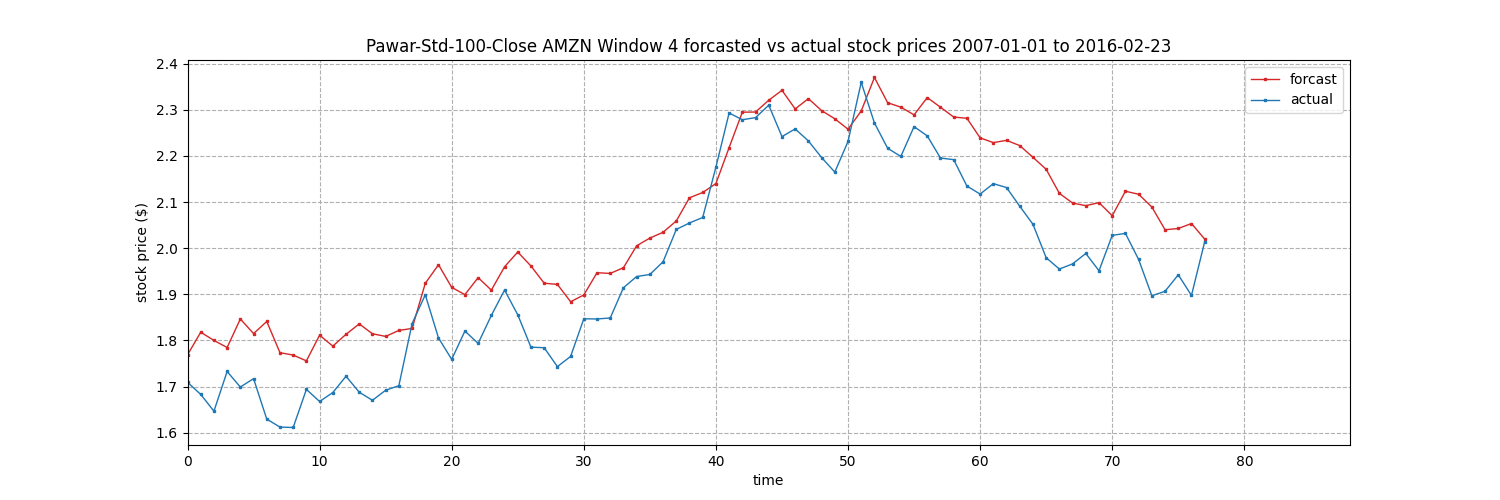 Pawar-Std-100-Close AMZN Window 4 forcasted vs actual stock prices 2007-01-01 to 2016-02-23
forcast
actual
stock price ($)
2.4
2.3
2.2
2.1
2.0
1.9
1.8
1.7
1.6
0 10 20 30 40 50 60 70 80
time